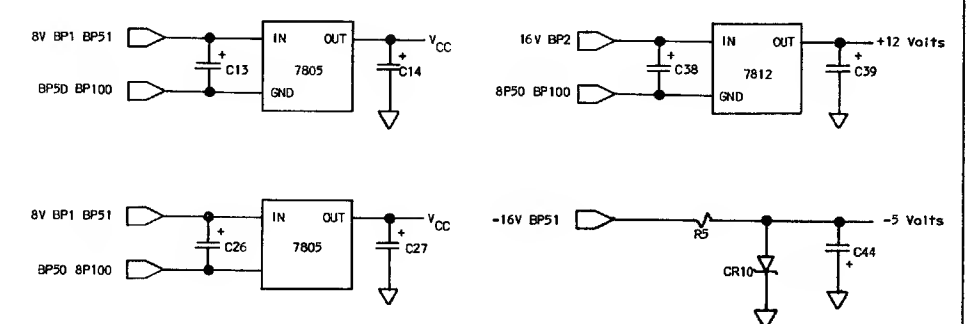 8V BP1 BP51
IN OUT
V CC
+
C13
7805
+
C14
BP5D BP100
GND
16V BP2
IN OUT
+12 Vaits
+
C38
7812
+
C39
8P50 BP100
GND
8V BP1 BP51
IN OUT
V CC
+
C26
7805
+
C27
BP50 8P100
-16V BP51
-5 Vaits
R5
C44
+
CR10